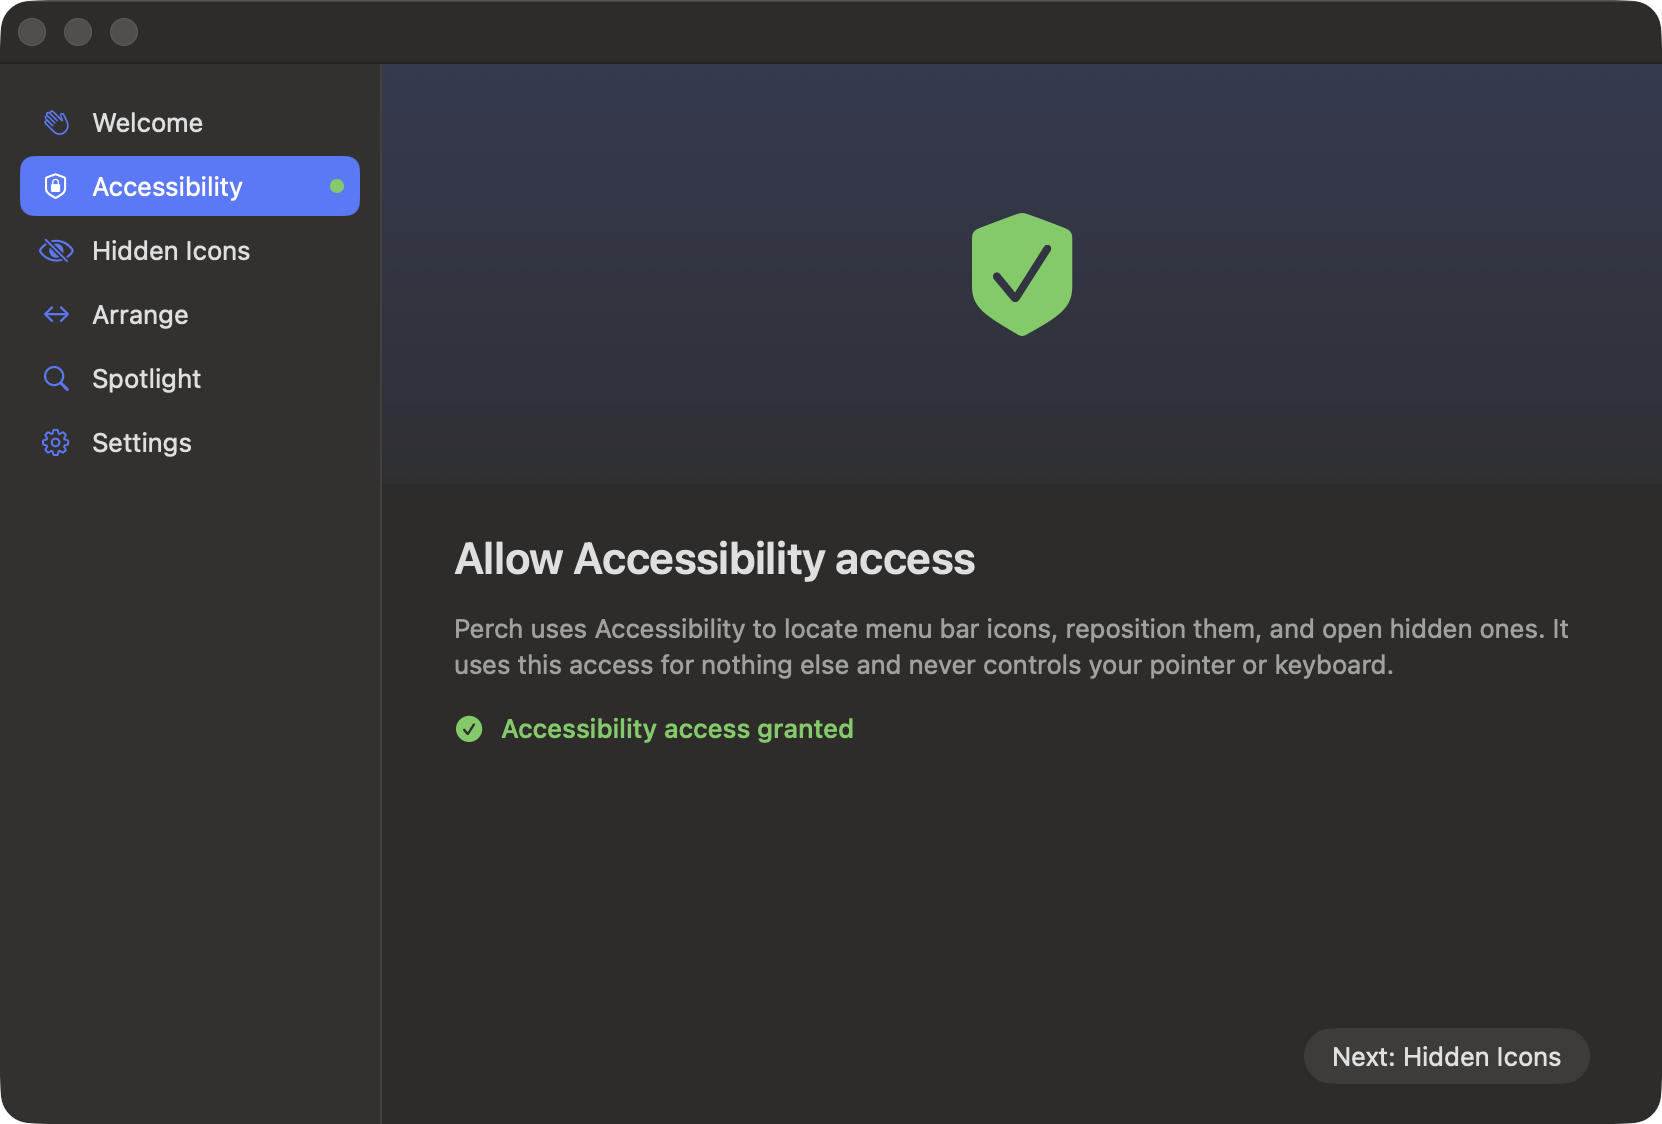 Welcome
Accessibility
Hidden Icons
Arrange
Spotlight
Settings
Allow Accessibility access
Perch uses Accessibility to locate menu bar icons, reposition them, and open hidden ones. It
uses this access for nothing else and never controls your pointer or keyboard.
Accessibility access granted
Next: Hidden Icons